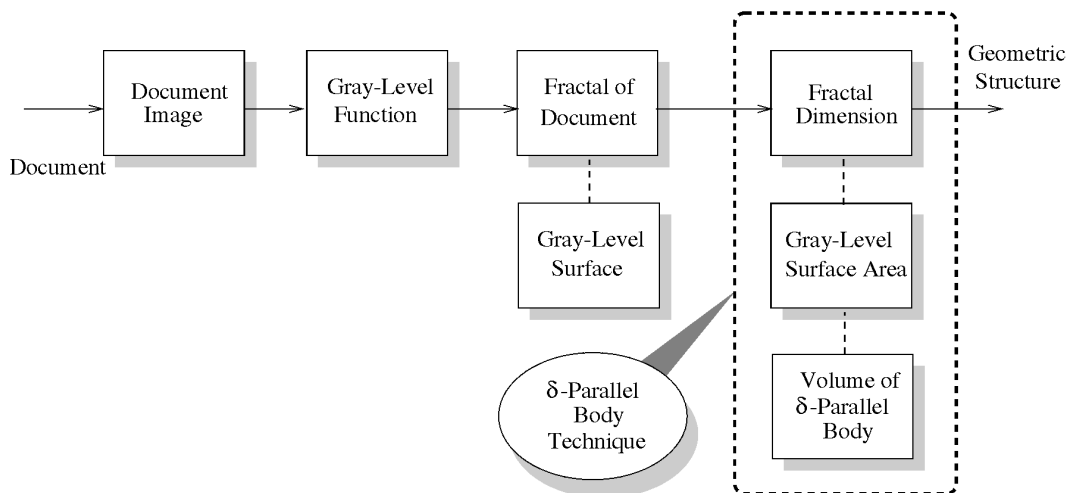 Document
Document
Image
Gray-Level
Function
Fractal of
Document
Fractal
Dimension
Geometric
Structure
Gray-Level
Surface
Gray-Level
Surface Area
δ-Parallel
Body
Technique
Volume of
δ-Parallel
Body